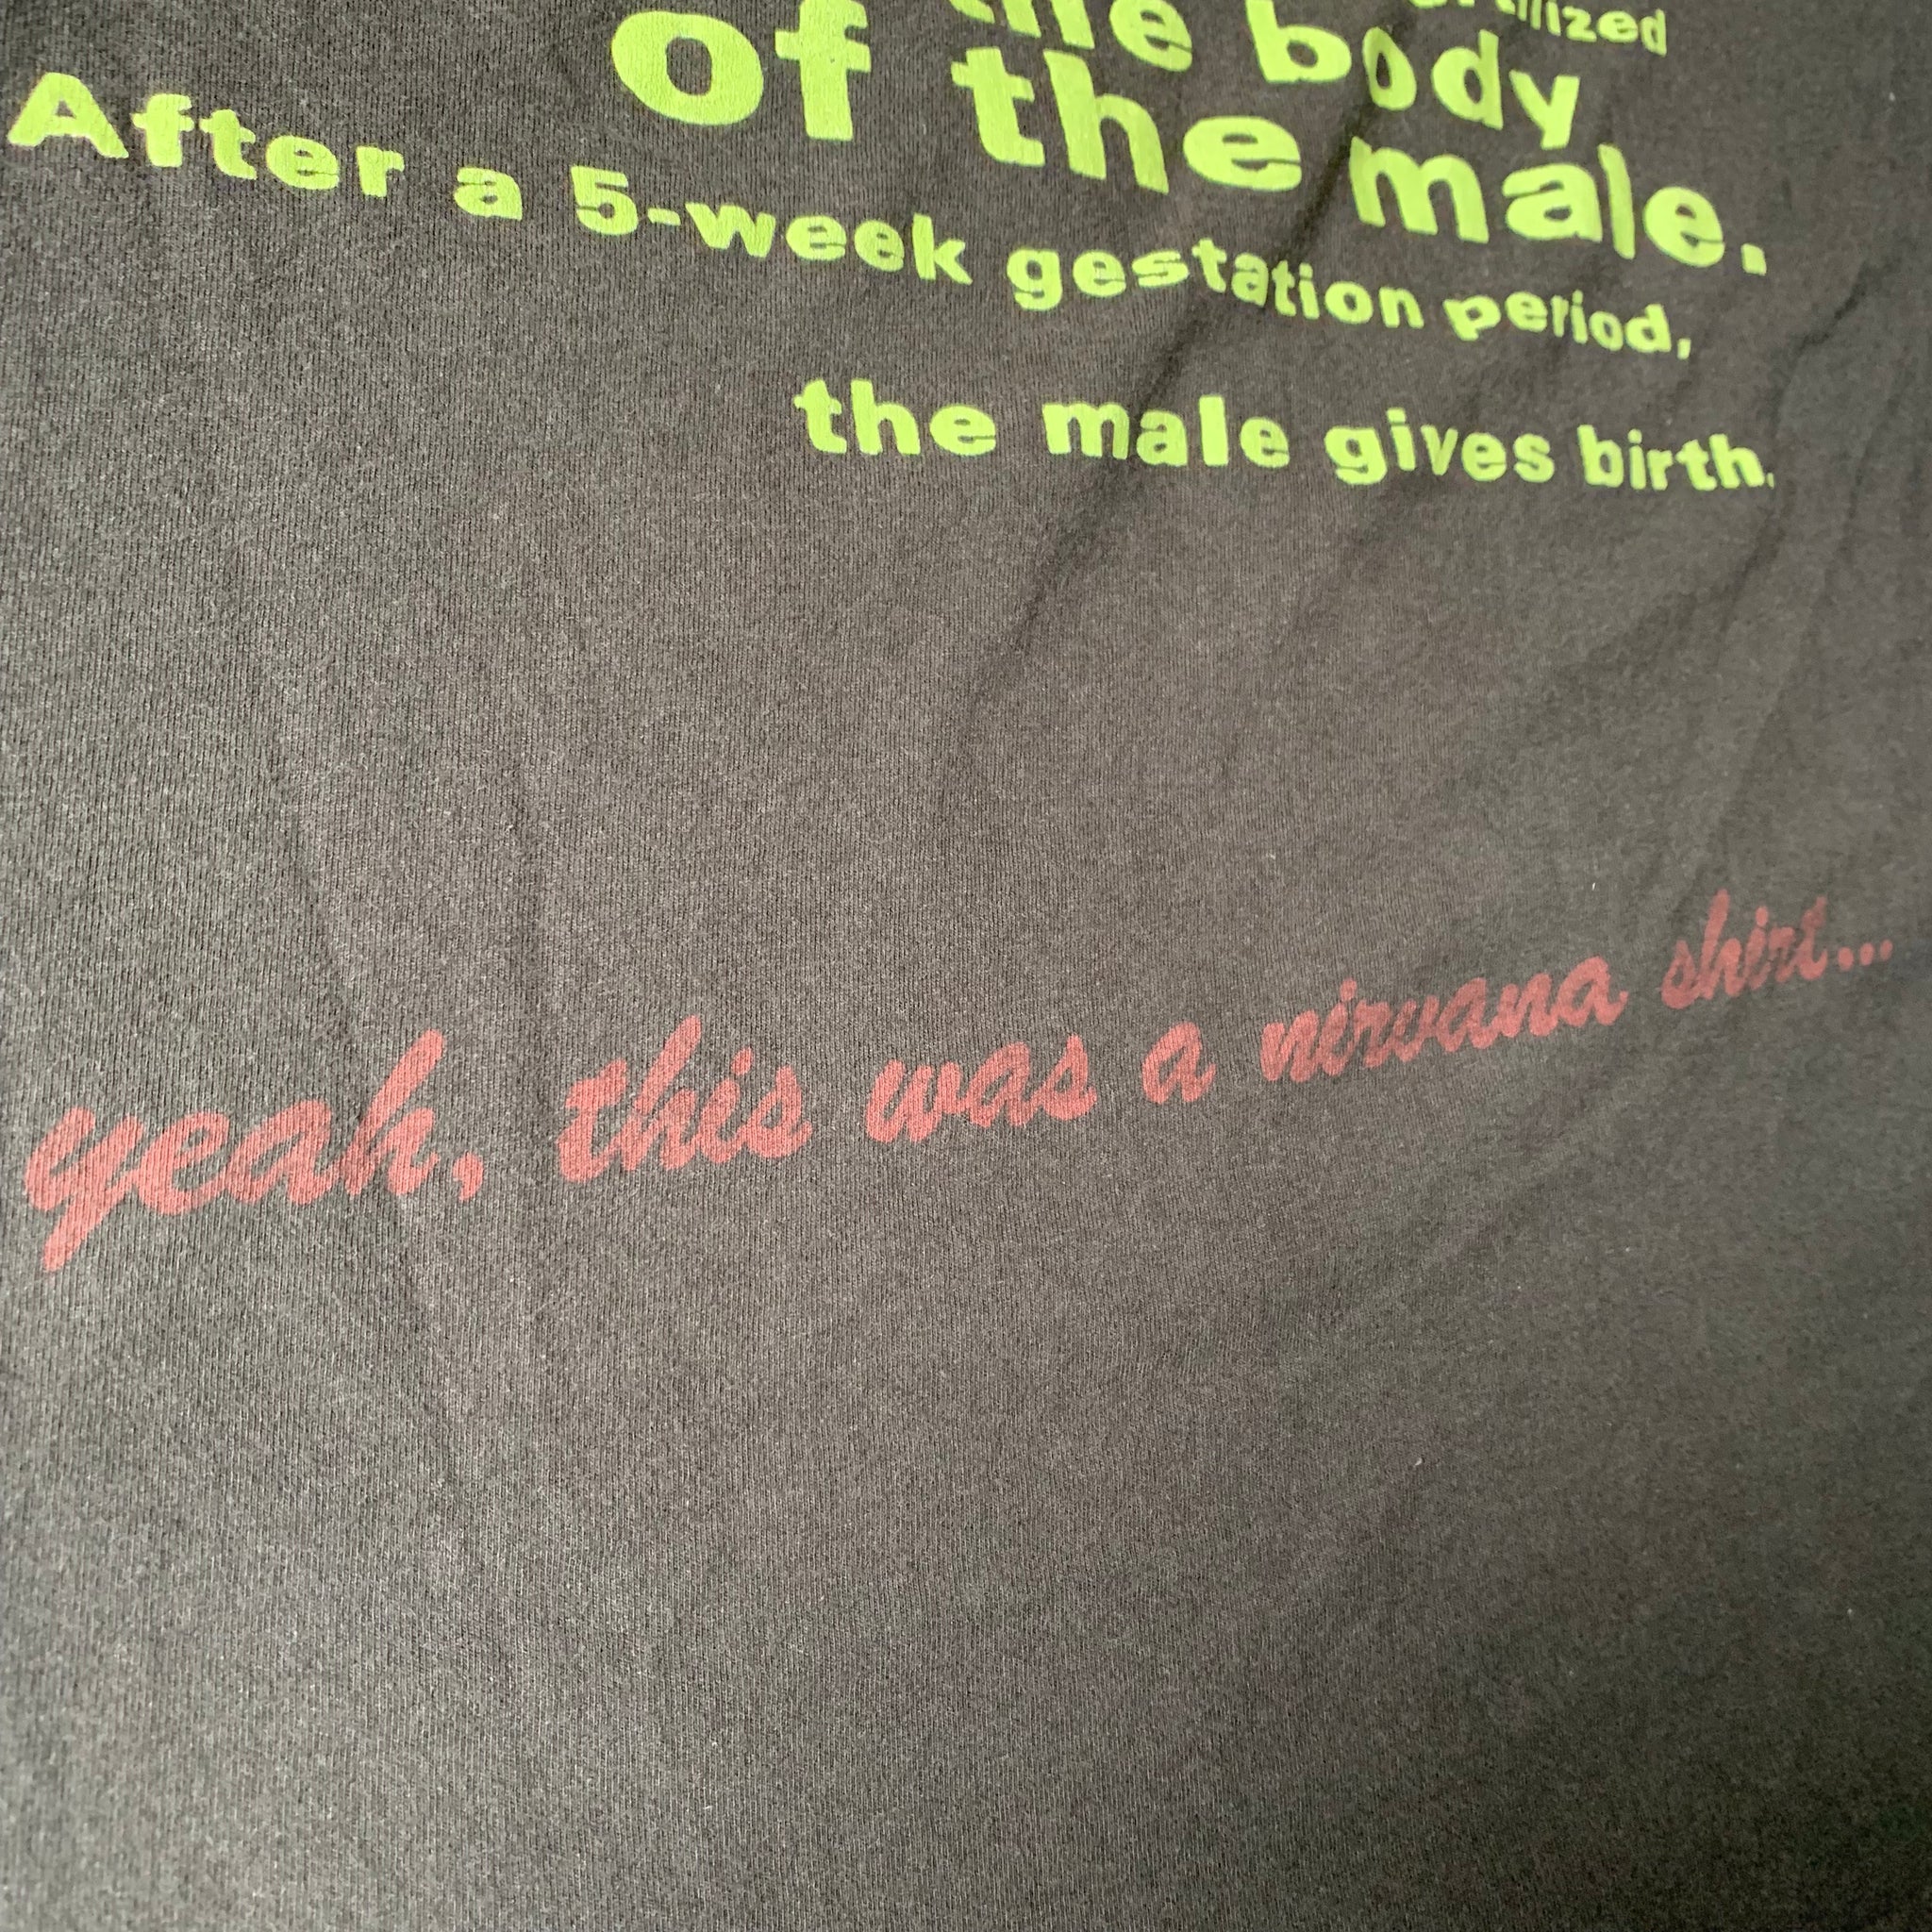 the body
of the male.
After a 5-week gestation period,
the male gives birth.
yeah, this was a nirvana shirt...